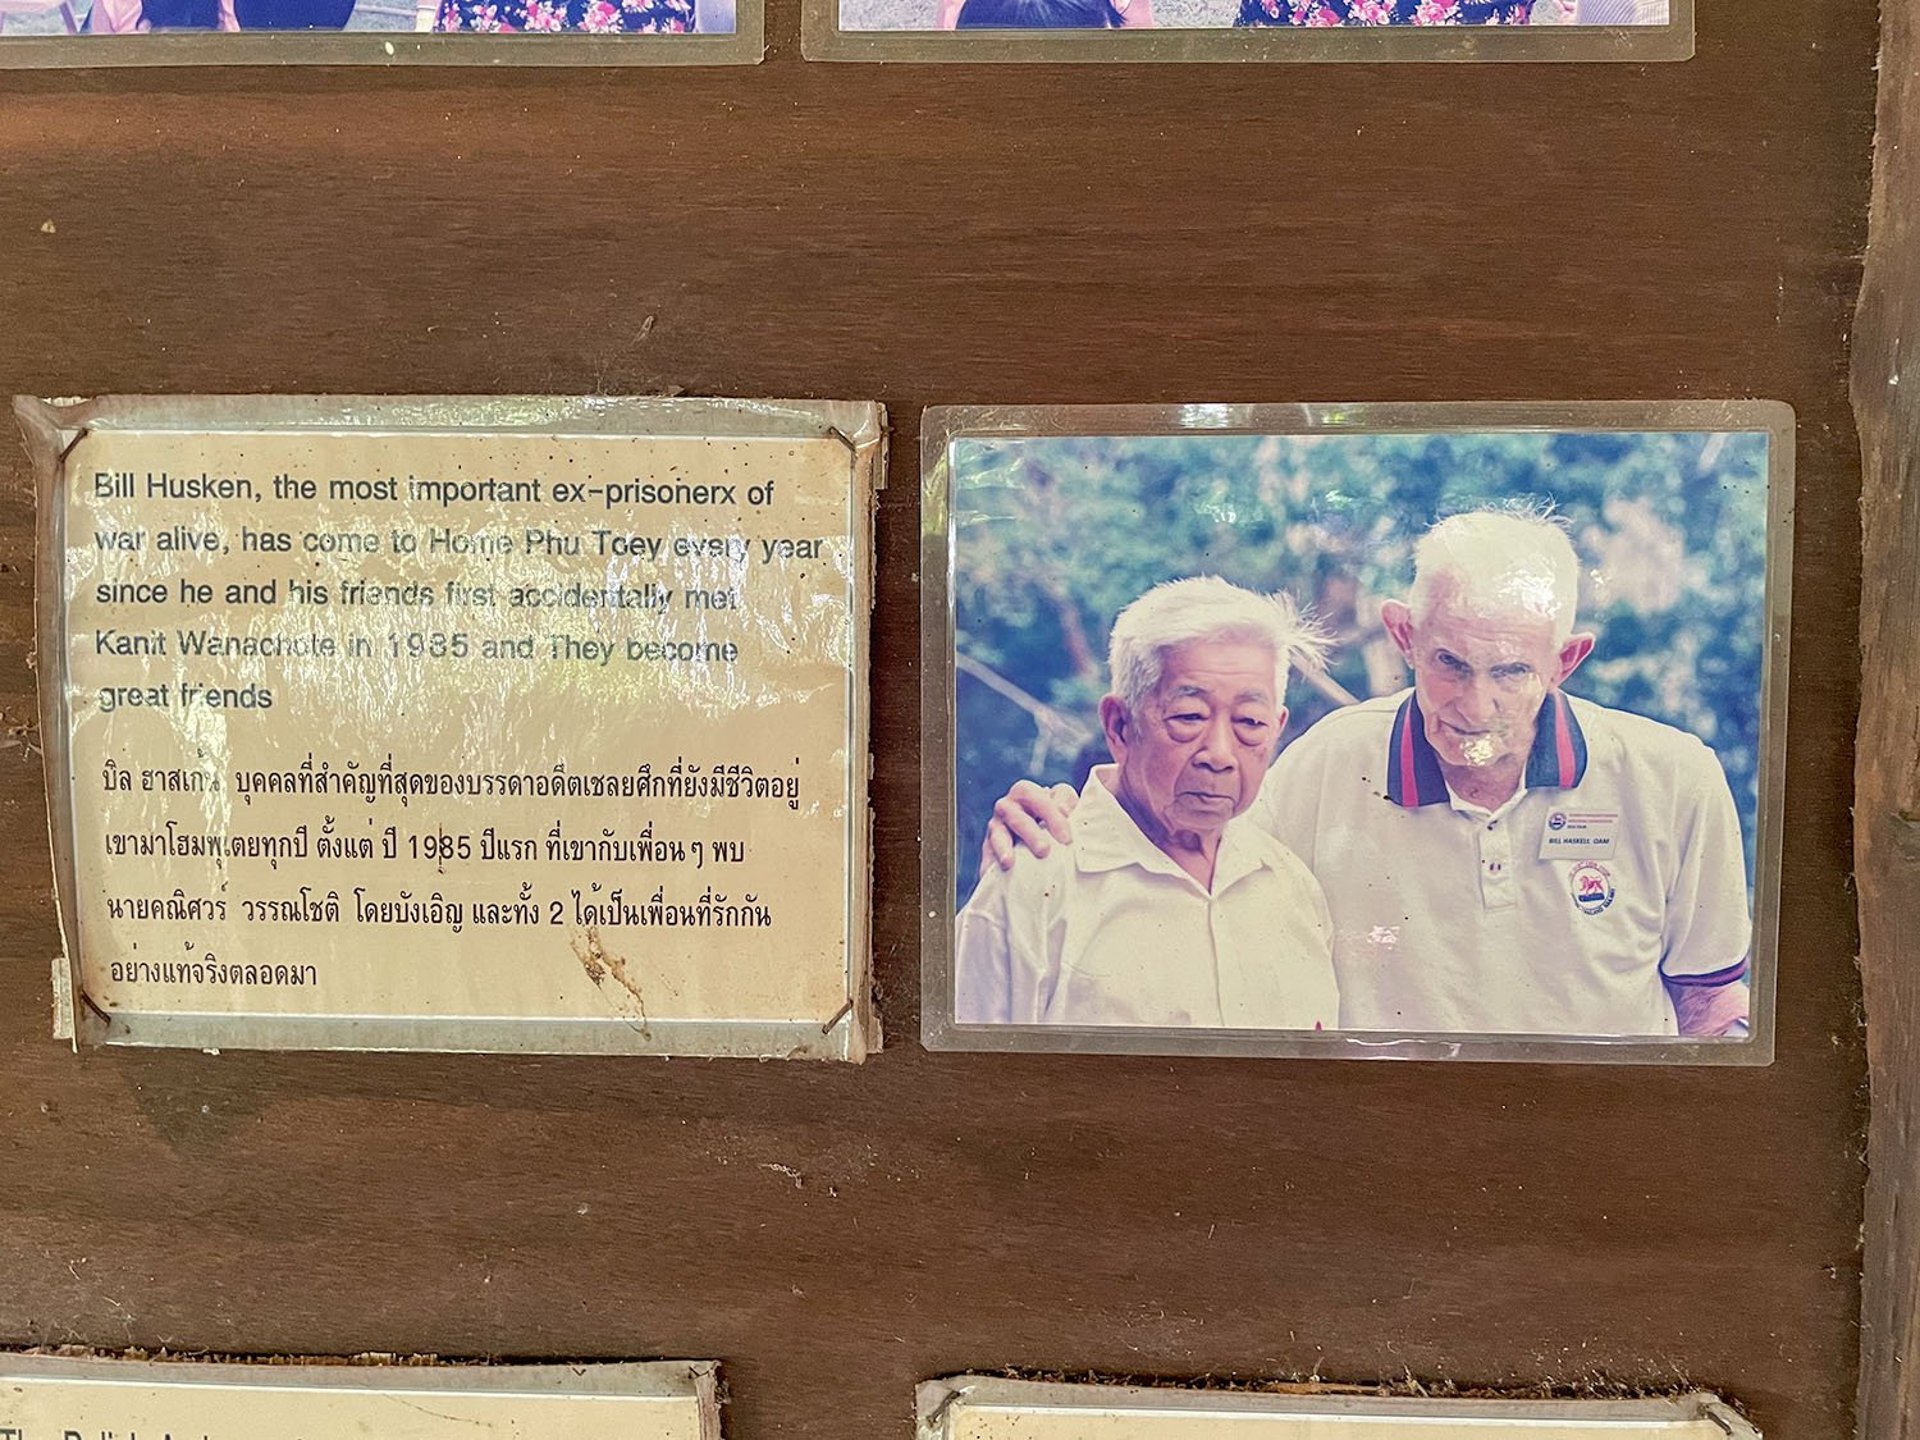 Bill Husken, the most important ex-prisonerx of
war alive, has come to Home Phu Toey every year
since he and his friends first accidentally met
Kanit Wanachote in 1985 and They become
great friends
บิล ฮาสเก้น บุคคลที่สำคัญที่สุดของบรรดาอดีตเชลยศึกที่ยังมีชีวิตอยู่
เขามาโฮมพุเตยทุกปี ตั้งแต่ ปี 1985 ปีแรก ที่เขากับเพื่อนๆ พบ
นายคณิศวร์ วรรณโชติ โดยบังเอิญ และทั้ง 2 ได้เป็นเพื่อนที่รักกัน
อย่างแท้จริงตลอดมา
BILL HASKELL OAM